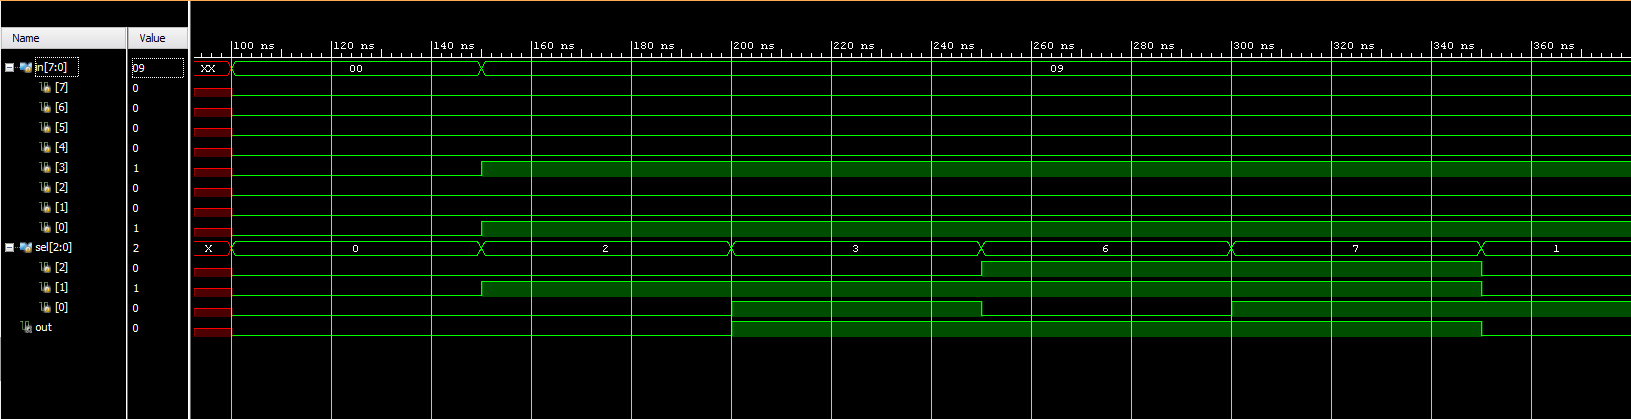 Name Value
100 ns 120 ns 140 ns 160 ns 180 ns 200 ns 220 ns 240 ns 260 ns 280 ns 300 ns 320 ns 340 ns 360 ns
in[7:0] 09 XX 00 09
[7] 0
[6] 0
[5] 0
[4] 0
[3] 1
[2] 0
[1] 0
[0] 1
sel[2:0] 2 X 0 2 3 6 7 1
[2] 0
[1] 1
[0] 0
out 0